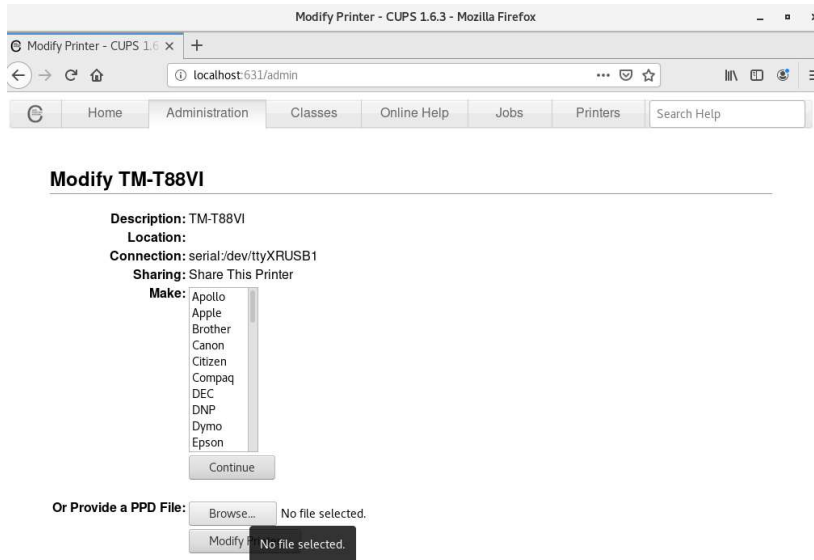 Modify Printer - CUPS 1.6.3 - Mozilla Firefox
Modify Printer - CUPS 1.6
localhost:631/admin
Home Administration Classes Online Help Jobs Printers Search Help
Modify TM-T88VI
Description: TM-T88VI
Location:
Connection: serial:/dev/ttyXRUSB1
Sharing: Share This Printer
Make:
Apollo
Apple
Brother
Canon
Citizen
Compaq
DEC
DNP
Dymo
Epson
Continue
Or Provide a PPD File: Browse... No file selected.
Modify
No file selected.